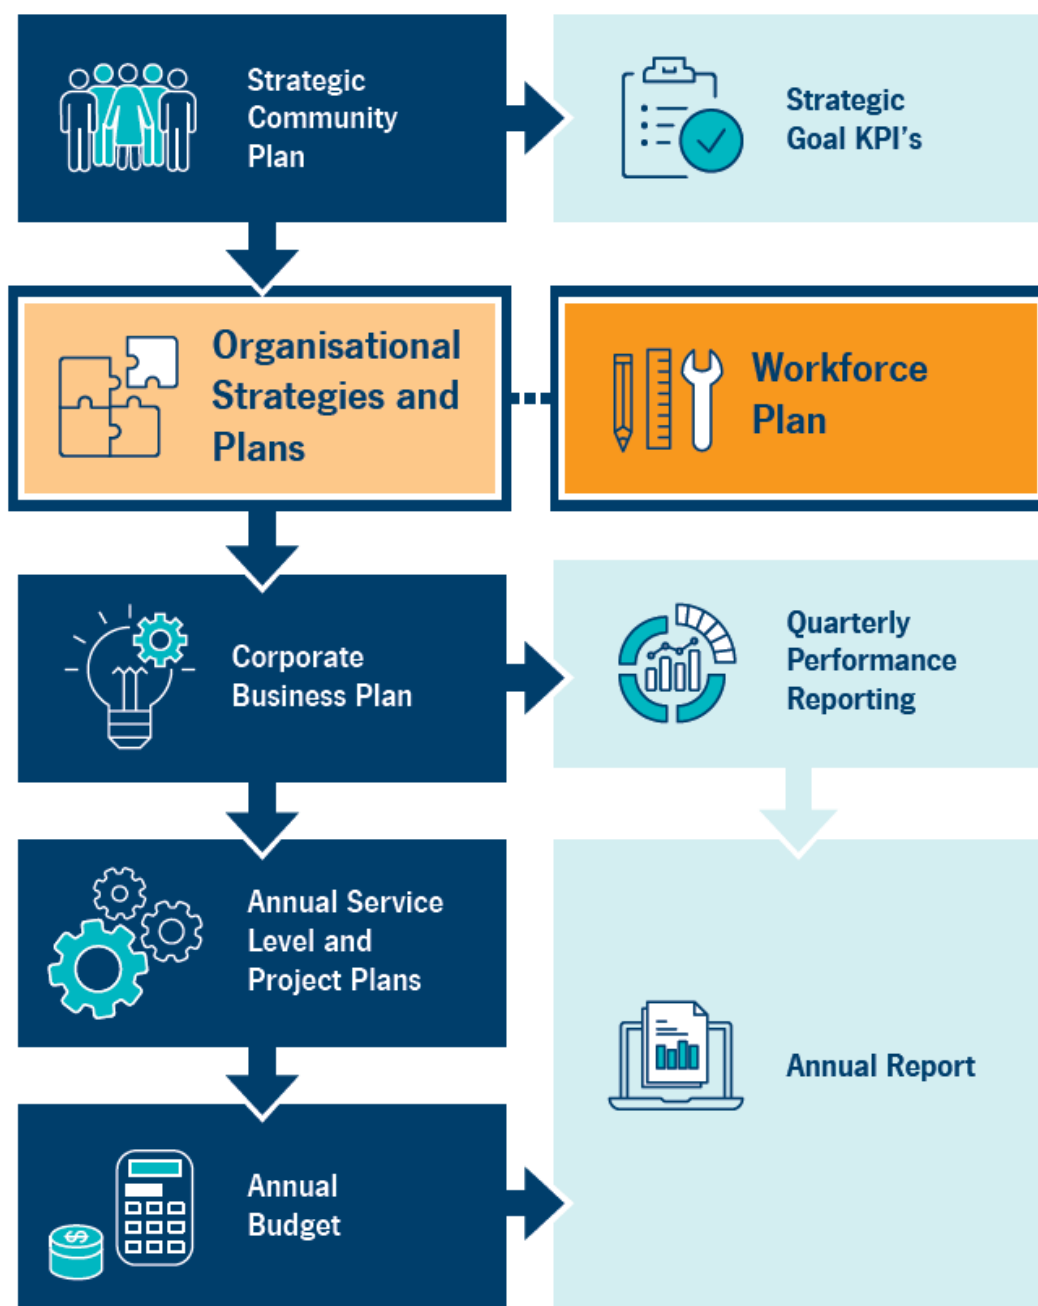 Strategic
Community
Plan
Strategic
Goal KPI's
Organisational
Strategies and
Plans
Workforce
Plan
Corporate
Business Plan
Quarterly
Performance
Reporting
Annual Service
Level and
Project Plans
Annual Report
Annual
Budget
$